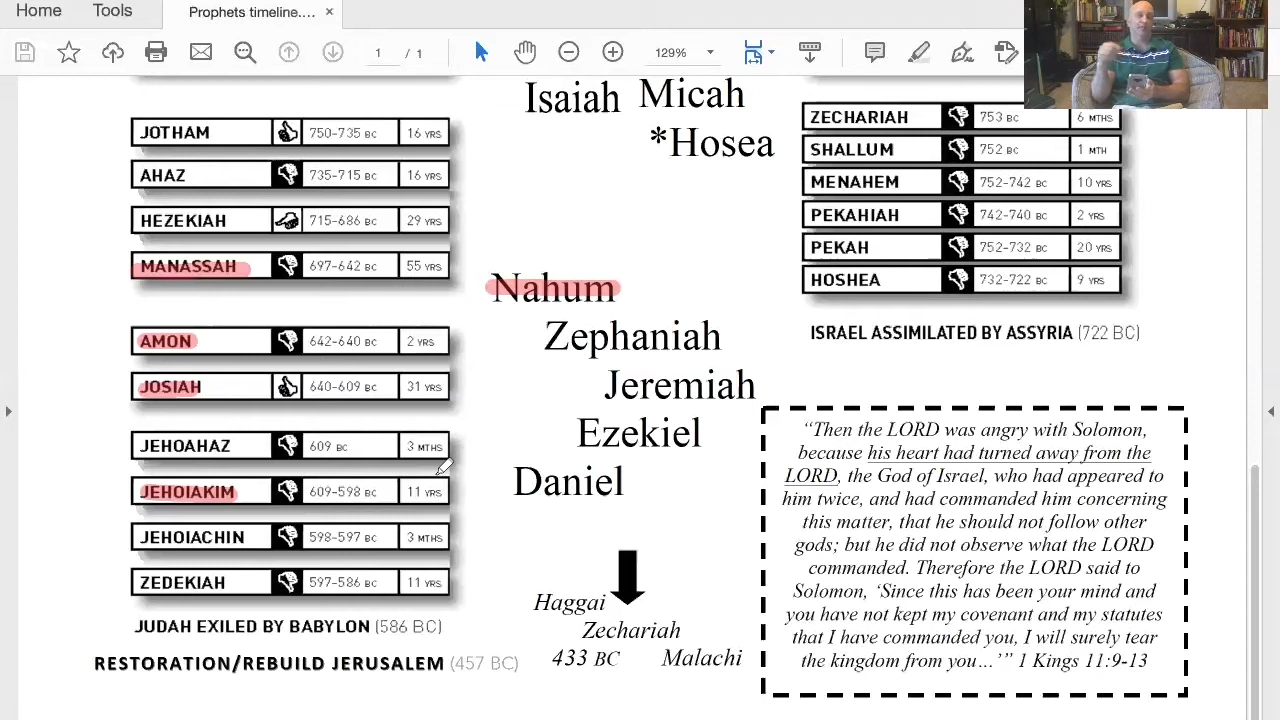 Home
Tools
Prophets timeline.... ×
1 / 1
129%
Isaiah
Micah
*Hosea
JOTHAM 750-735 BC 16 YRS
AHAZ 735-715 BC 16 YRS
HEZEKIAH 715-686 BC 29 YRS
MANASSAH 697-642 BC 55 YRS
AMON 642-640 BC 2 YRS
JOSIAH 640-609 BC 31 YRS
JEHOAHAZ 609 BC 3 MTHS
JEHOIAKIM 609-598 BC 11 YRS
JEHOIACHIN 598-597 BC 3 MTHS
ZEDEKIAH 597-586 BC 11 YRS
JUDAH EXILED BY BABYLON (586 BC)
RESTORATION/REBUILD JERUSALEM (457 BC)
Nahum
Zephaniah
Jeremiah
Ezekiel
Daniel
Haggai
Zechariah
433 BC Malachi
ZECHARIAH 753 BC 6 MTHS
SHALLUM 752 BC 1 MTH
MENAHEM 752-742 BC 10 YRS
PEKAHIAH 742-740 BC 2 YRS
PEKAH 752-732 BC 20 YRS
HOSHEA 732-722 BC 9 YRS
ISRAEL ASSIMILATED BY ASSYRIA (722 BC)
“Then the LORD was angry with Solomon,
because his heart had turned away from the
LORD, the God of Israel, who had appeared to
him twice, and had commanded him concerning
this matter, that he should not follow other
gods; but he did not observe what the LORD
commanded. Therefore the LORD said to
Solomon, ‘Since this has been your mind and
you have not kept my covenant and my statutes
that I have commanded you, I will surely tear
the kingdom from you…’” 1 Kings 11:9-13